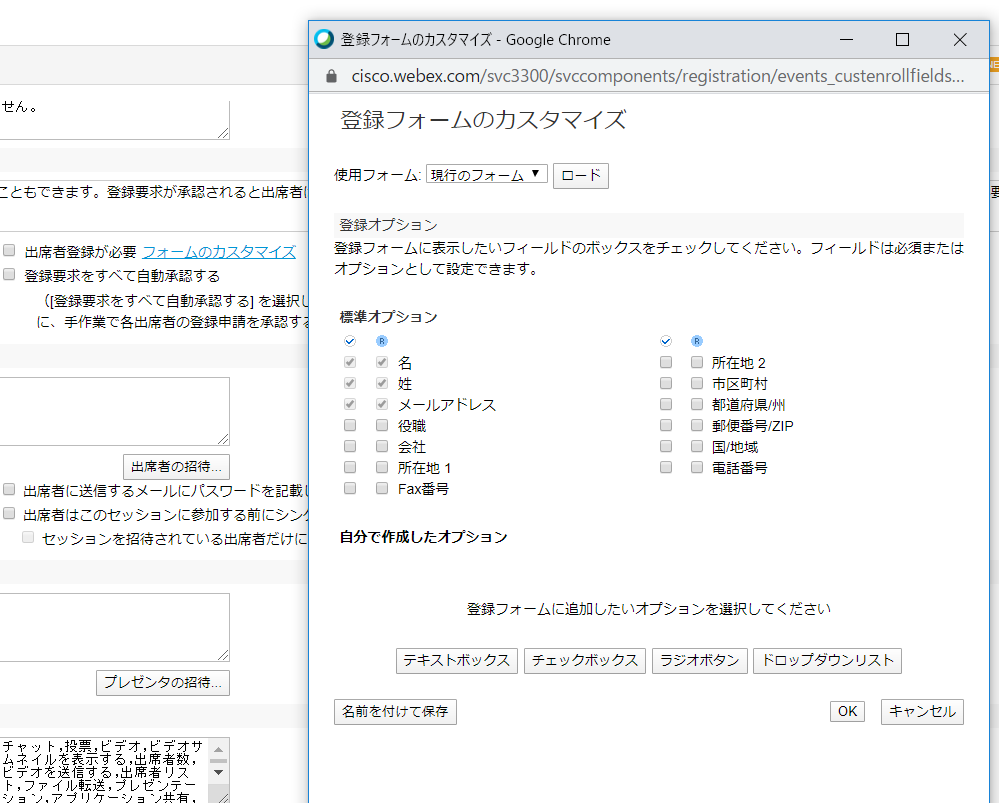 登録フォームのカスタマイズ - Google Chrome
cisco.webex.com/svc3300/svccomponents/registration/events_custenrollfields...
登録フォームのカスタマイズ
使用フォーム: 現行のフォーム ▼ ロード
登録オプション
登録フォームに表示したいフィールドのボックスをチェックしてください。フィールドは必須または
オプションとして設定できます。
標準オプション
R
R
名
所在地 2
姓
市区町村
メールアドレス
都道府県/州
役職
郵便番号/ZIP
会社
国/地域
所在地 1
電話番号
Fax番号
自分で作成したオプション
登録フォームに追加したいオプションを選択してください
テキストボックス チェックボックス ラジオボタン ドロップダウンリスト
名前を付けて保存 OK キャンセル
せん。
こともできます。登録要求が承認されると出席者
出席者登録が必要 フォームのカスタマイズ
登録要求をすべて自動承認する
([登録要求をすべて自動承認する] を選択し
に、手作業で各出席者の登録申請を承認する
出席者の招待...
出席者に送信するメールにパスワードを記載し
出席者はこのセッションに参加する前にシング
セッションを招待されている出席者だけに
プレゼンタの招待...
チャット,投票,ビデオ,ビデオサ
ムネイルを表示する,出席者数,
ビデオを送信する,出席者リス
ト,ファイル転送,プレゼンテー
ション,アプリケーション共有,